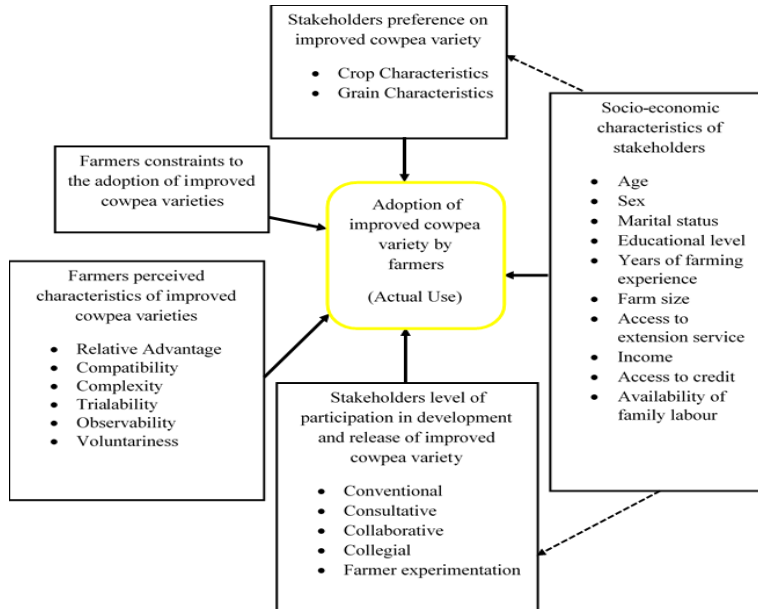 Stakeholders preference on
improved cowpea variety
• Crop Characteristics
• Grain Characteristics
Farmers constraints to
the adoption of improved
cowpea varieties
Adoption of
improved cowpea
variety by
farmers
(Actual Use)
Socio-economic
characteristics of
stakeholders
• Age
• Sex
• Marital status
• Educational level
• Years of farming
experience
• Farm size
• Access to
extension service
• Income
• Access to credit
• Availability of
family labour
Farmers perceived
characteristics of improved
cowpea varieties
• Relative Advantage
• Compatibility
• Complexity
• Trialability
• Observability
• Voluntariness
Stakeholders level of
participation in development
and release of improved
cowpea variety
• Conventional
• Consultative
• Collaborative
• Collegial
• Farmer experimentation